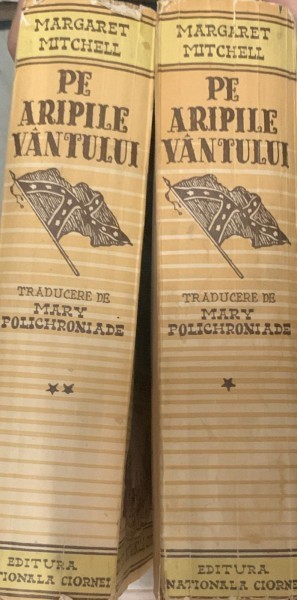 MARGARET
MITCHELL
PE
ARIPILE
VÂNTULUI
TRADUCERE DE
MARY
POLICHRONIADE
**
EDITURA
TIONALA CIORNEI
MARGARET
MITCHELL
PE
ARIPILE
VÂNTULUI
TRADUCERE DE
MARY
POLICHRONIADE
*
EDITURA
NATIONALA CIORNE